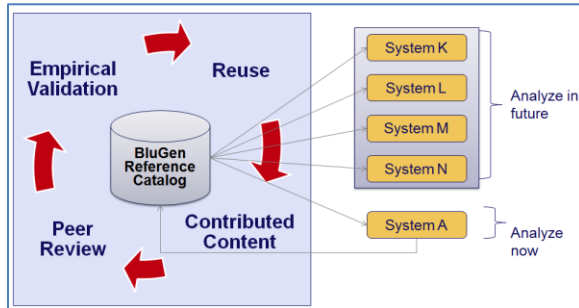 Empirical
Validation
Reuse
BluGen
Reference
Catalog
Peer
Review
Contributed
Content
System K
System L
System M
System N
Analyze in
future
System A
Analyze
now